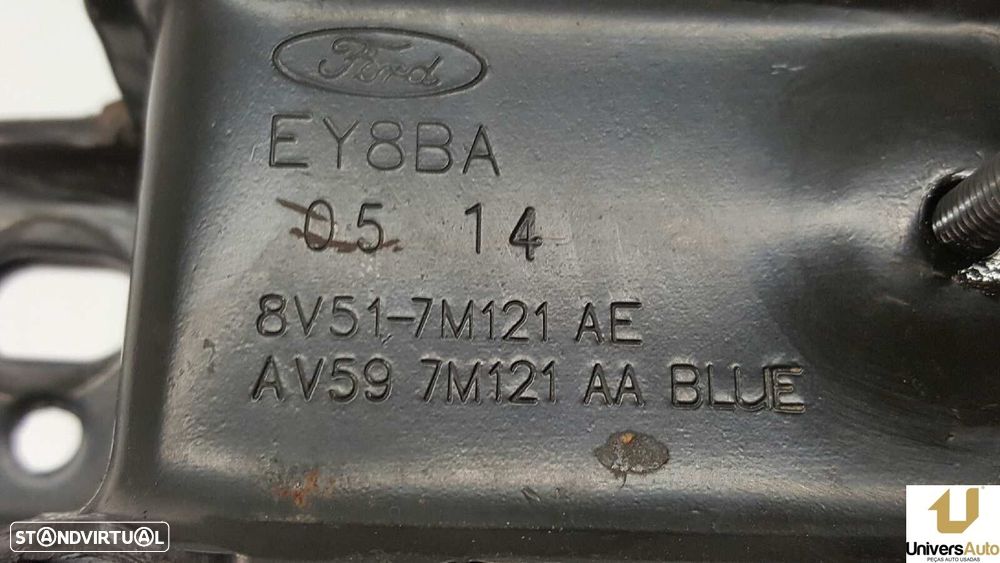 Ford
EY8BA
05 14
8V51-7M121 AE
AV59 7M121 AA BLUE
STANDVIRTUAL
UniversAuto
PEÇAS AUTO USADAS